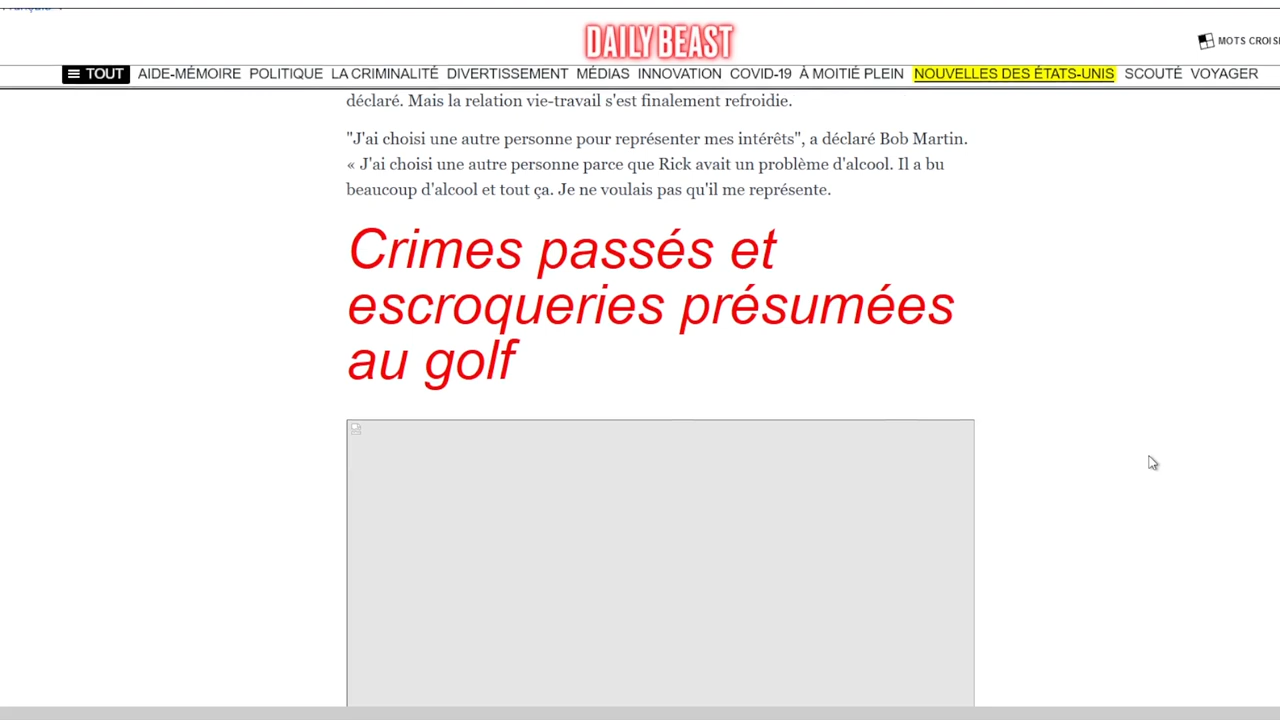 DAILY BEAST
MOTS CROISÉ
TOUT AIDE-MÉMOIRE POLITIQUE LA CRIMINALITÉ DIVERTISSEMENT MÉDIAS INNOVATION COVID-19 À MOITIÉ PLEIN NOUVELLES DES ÉTATS-UNIS SCOUTÉ VOYAGER
déclaré. Mais la relation vie-travail s'est finalement refroidie.
"J'ai choisi une autre personne pour représenter mes intérêts", a déclaré Bob Martin.
« J'ai choisi une autre personne parce que Rick avait un problème d'alcool. Il a bu
beaucoup d'alcool et tout ça. Je ne voulais pas qu'il me représente.
Crimes passés et
escroqueries présumées
au golf